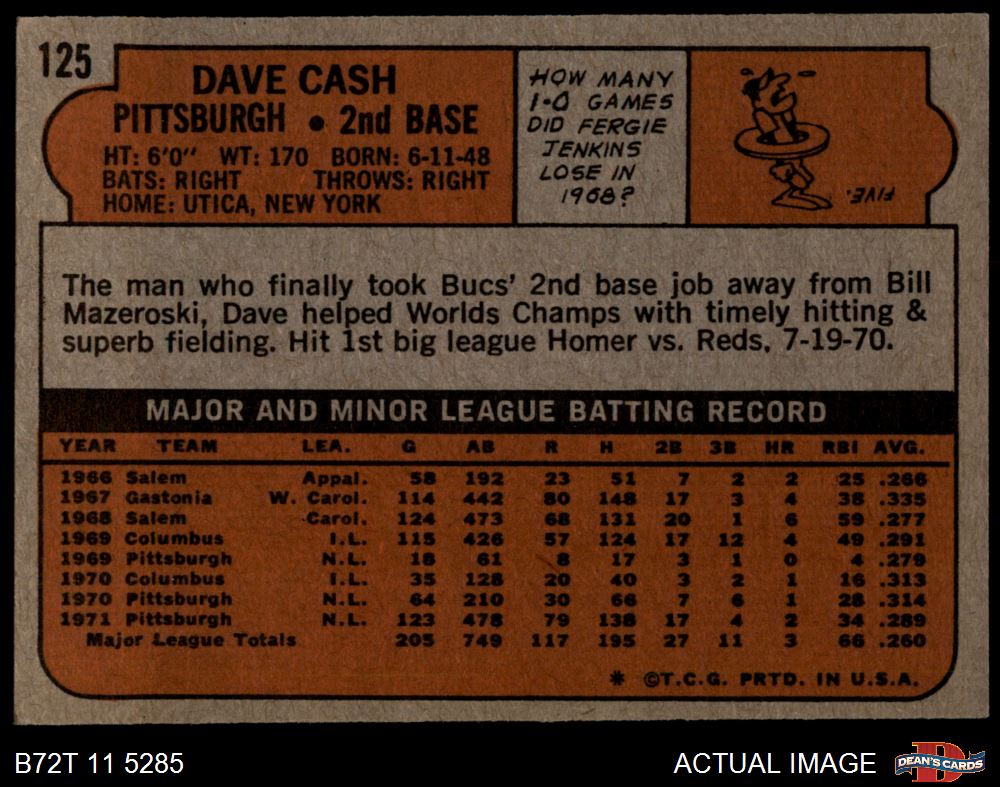 125
DAVE CASH
PITTSBURGH • 2nd BASE
HT: 6'0" WT: 170 BORN: 6-11-48
BATS: RIGHT THROWS: RIGHT
HOME: UTICA, NEW YORK
HOW MANY
1-0 GAMES
DID FERGIE
JENKINS
LOSE IN
1968?
FIVE.
The man who finally took Bucs' 2nd base job away from Bill
Mazeroski, Dave helped Worlds Champs with timely hitting &
superb fielding. Hit 1st big league Homer vs. Reds, 7-19-70.
MAJOR AND MINOR LEAGUE BATTING RECORD
YEAR TEAM LEA. G AB R H 2B 3B HR RBI AVG.
1966 Salem Appal. 58 192 23 51 7 2 2 25 .266
1967 Gastonia W. Carol. 114 442 80 148 17 3 4 38 .335
1968 Salem Carol. 124 473 68 131 20 1 6 59 .277
1969 Columbus I.L. 115 426 57 124 17 12 4 49 .291
1969 Pittsburgh N.L. 18 61 8 17 3 1 0 4 .279
1970 Columbus I.L. 35 128 20 40 3 2 1 16 .313
1970 Pittsburgh N.L. 64 210 30 66 7 6 1 28 .314
1971 Pittsburgh N.L. 123 478 79 138 17 4 2 34 .289
Major League Totals 205 749 117 195 27 11 3 66 .260
* ©T.C.G. PRTD. IN U.S.A.
B72T 11 5285
ACTUAL IMAGE
DEAN'S CARDS